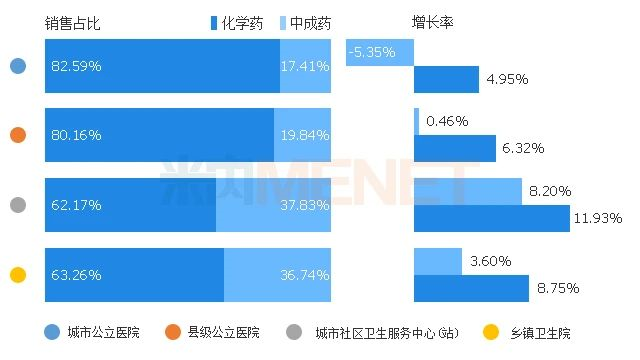 销售占比 化学药 中成药 增长率
-5.35%
82.59% 17.41% 4.95%
0.46%
80.16% 19.84% 6.32%
米内MENET
8.20%
62.17% 37.83% 11.93%
3.60%
63.26% 36.74% 8.75%
城市公立医院 县级公立医院 城市社区卫生服务中心(站) 乡镇卫生院